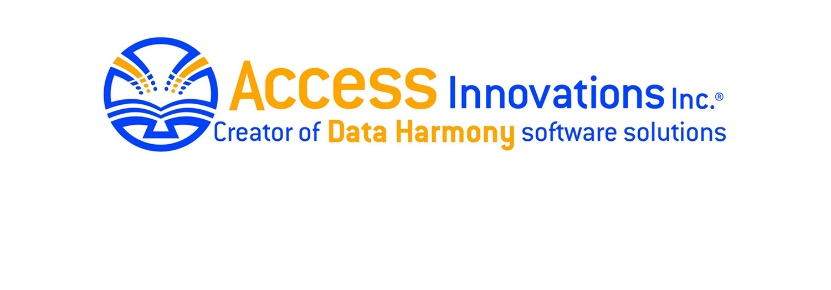 Access Innovations Inc.®
Creator of Data Harmony software solutions